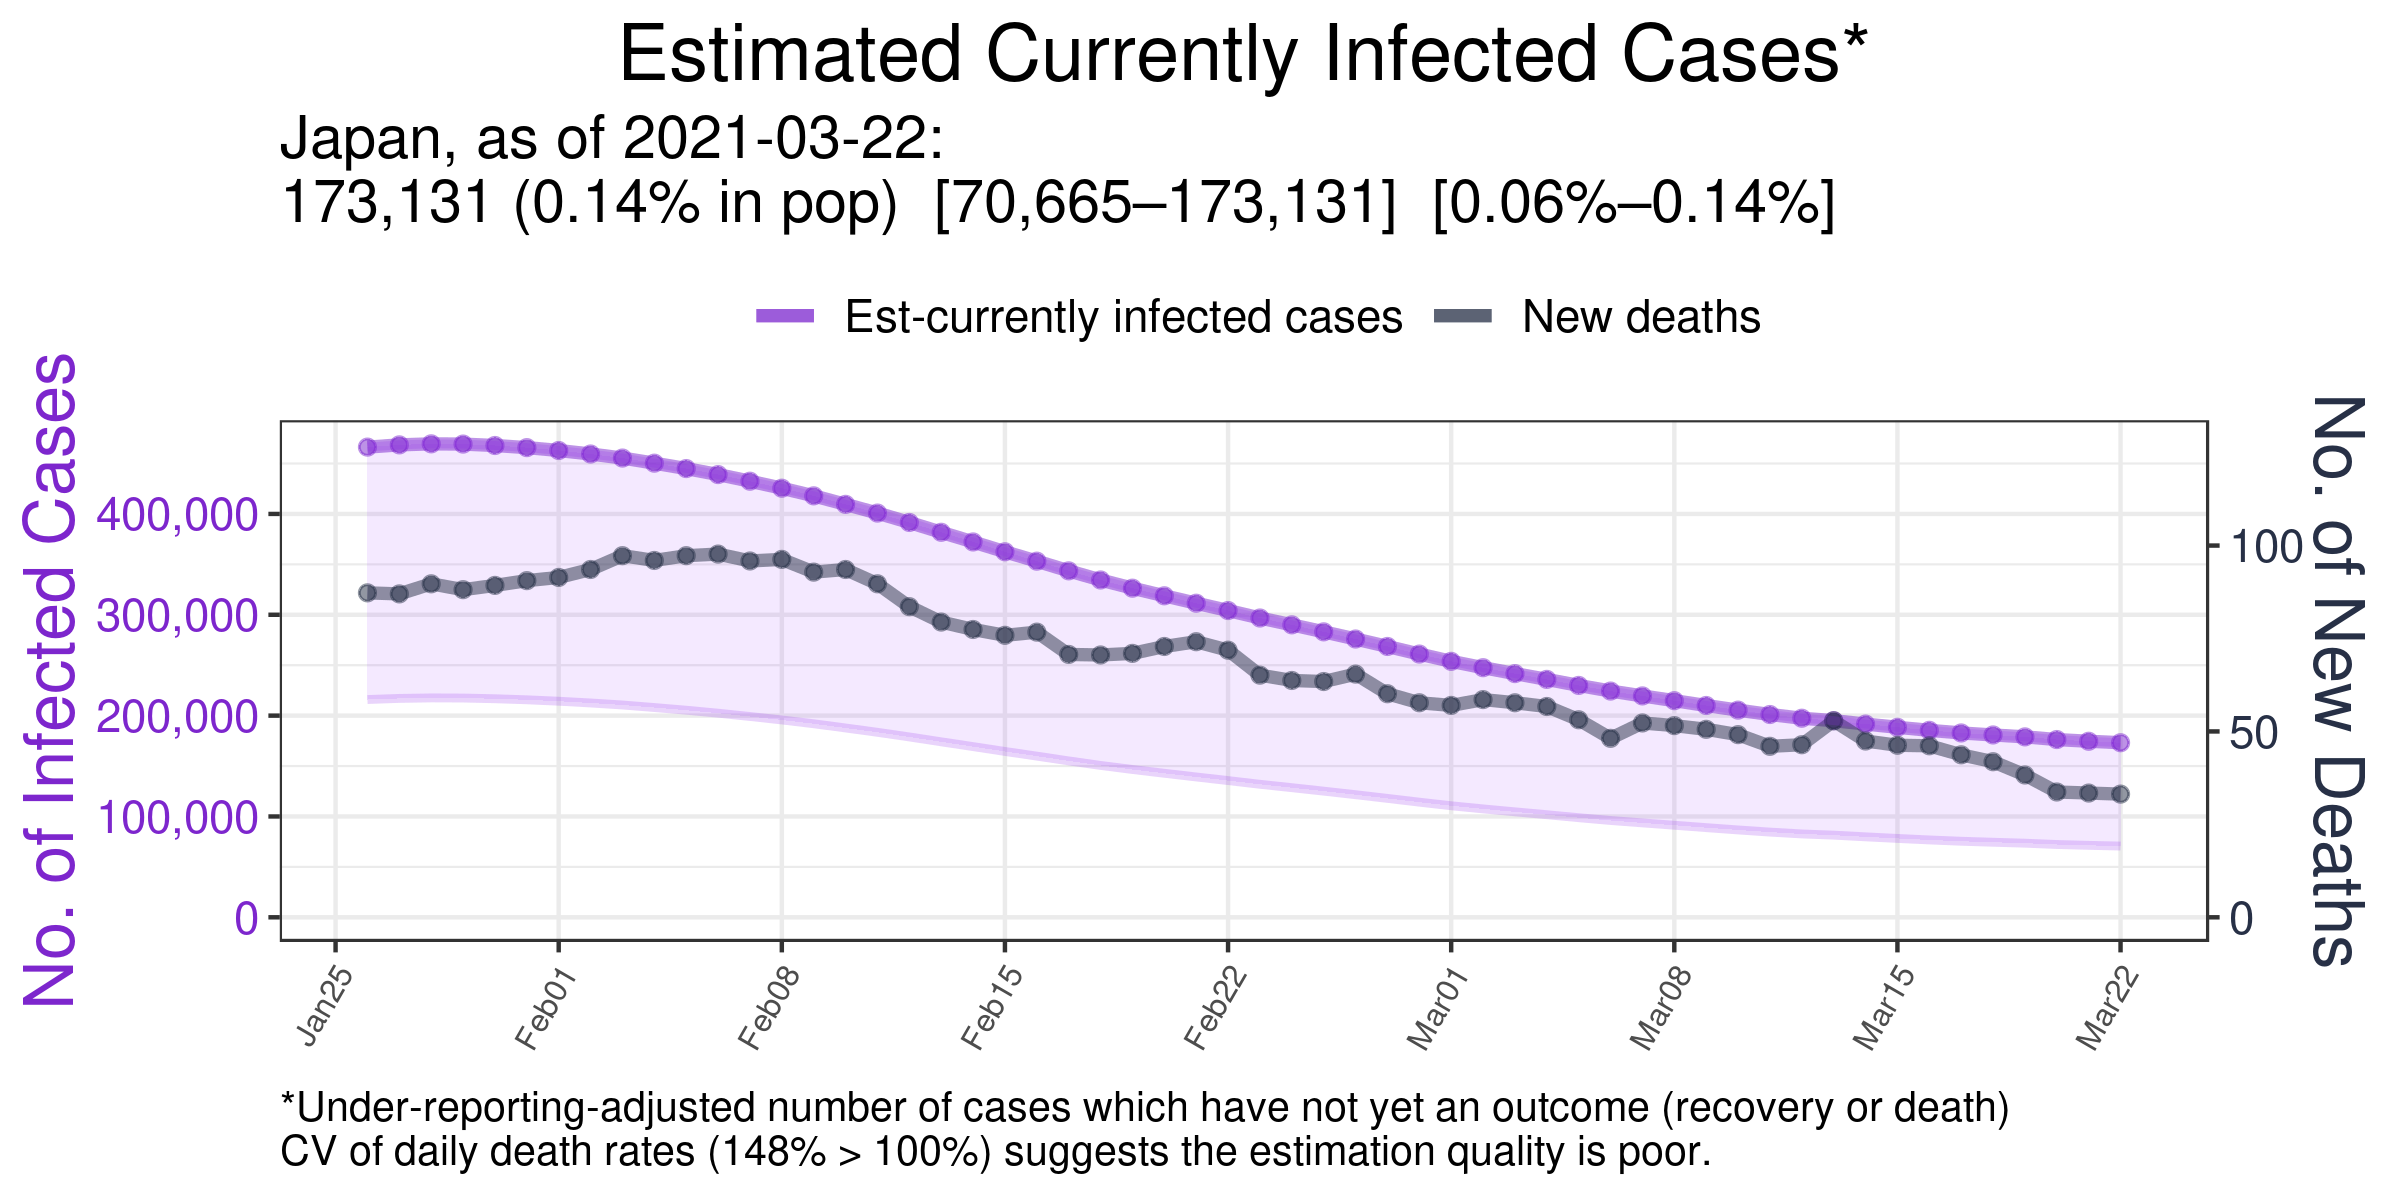 Estimated Currently Infected Cases*
Japan, as of 2021-03-22:
173,131 (0.14% in pop)  [70,665–173,131]  [0.06%–0.14%]
Est-currently infected cases
New deaths
No. of Infected Cases
400,000
300,000
200,000
100,000
0
100
50
0
No. of New Deaths
Jan25
Feb01
Feb08
Feb15
Feb22
Mar01
Mar08
Mar15
Mar22
*Under-reporting-adjusted number of cases which have not yet an outcome (recovery or death)
CV of daily death rates (148% > 100%) suggests the estimation quality is poor.